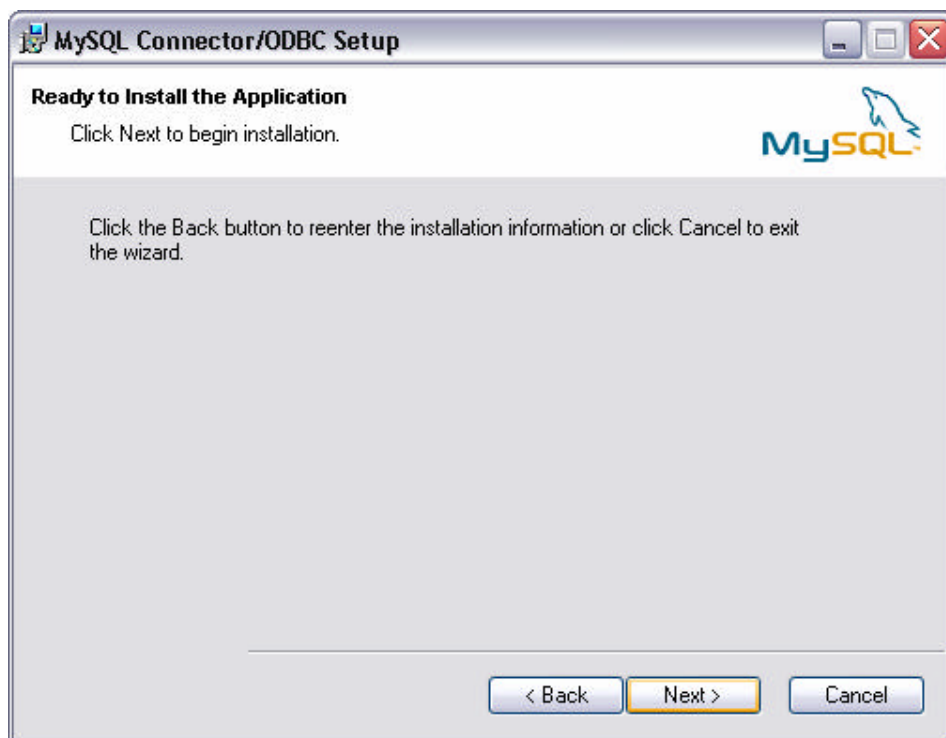 MySQL Connector/ODBC Setup
Ready to Install the Application
Click Next to begin installation.
MySQL™
Click the Back button to reenter the installation information or click Cancel to exit
the wizard.
< Back Next > Cancel